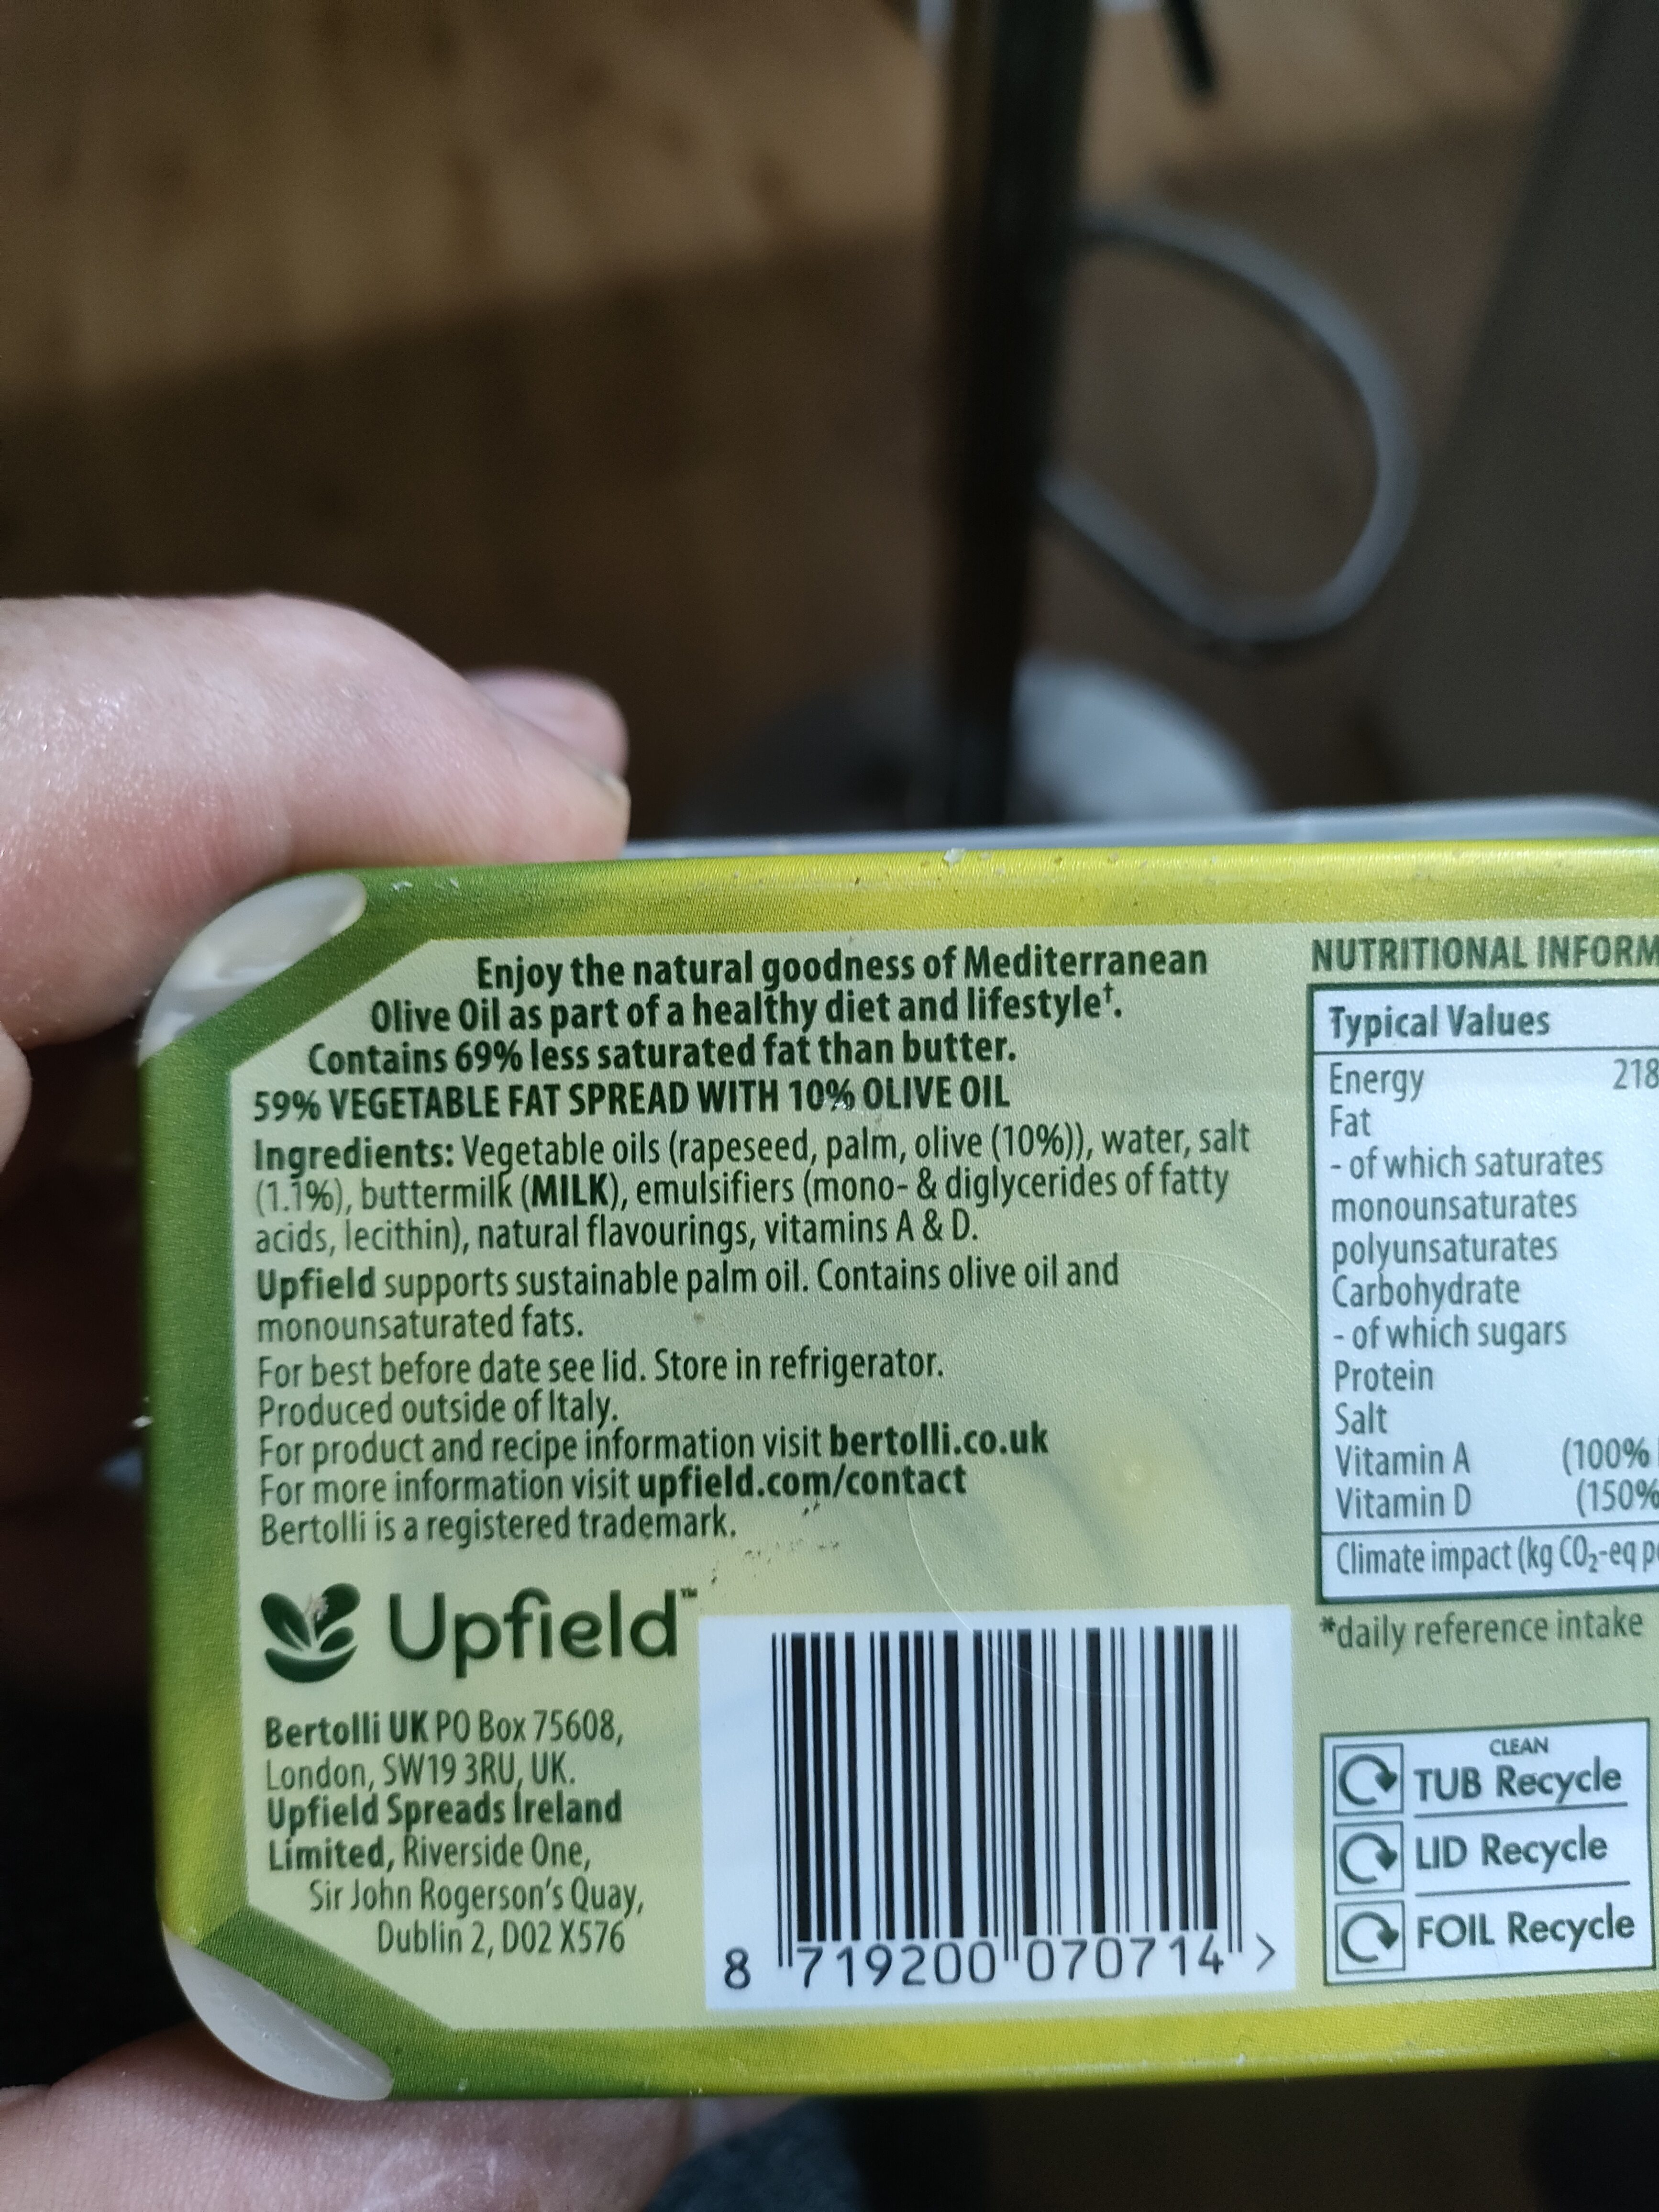 Enjoy the natural goodness of Mediterranean
Olive Oil as part of a healthy diet and lifestyle†.
Contains 69% less saturated fat than butter.
59% VEGETABLE FAT SPREAD WITH 10% OLIVE OIL
Ingredients: Vegetable oils (rapeseed, palm, olive (10%)), water, salt
(1.1%), buttermilk (MILK), emulsifiers (mono- & diglycerides of fatty
acids, lecithin), natural flavourings, vitamins A & D.
Upfield supports sustainable palm oil. Contains olive oil and
monounsaturated fats.
For best before date see lid. Store in refrigerator.
Produced outside of Italy.
For product and recipe information visit bertolli.co.uk
For more information visit upfield.com/contact
Bertolli is a registered trademark.
Upfield™
Bertolli UK PO Box 75608,
London, SW19 3RU, UK.
Upfield Spreads Ireland
Limited, Riverside One,
Sir John Rogerson's Quay,
Dublin 2, D02 X576
8 719200 070714 >
NUTRITIONAL INFORM
Typical Values
Energy 218
Fat
- of which saturates
monounsaturates
polyunsaturates
Carbohydrate
- of which sugars
Protein
Salt
Vitamin A (100%
Vitamin D (150%
Climate impact (kg CO₂-eq p
*daily reference intake
CLEAN
TUB Recycle
LID Recycle
FOIL Recycle